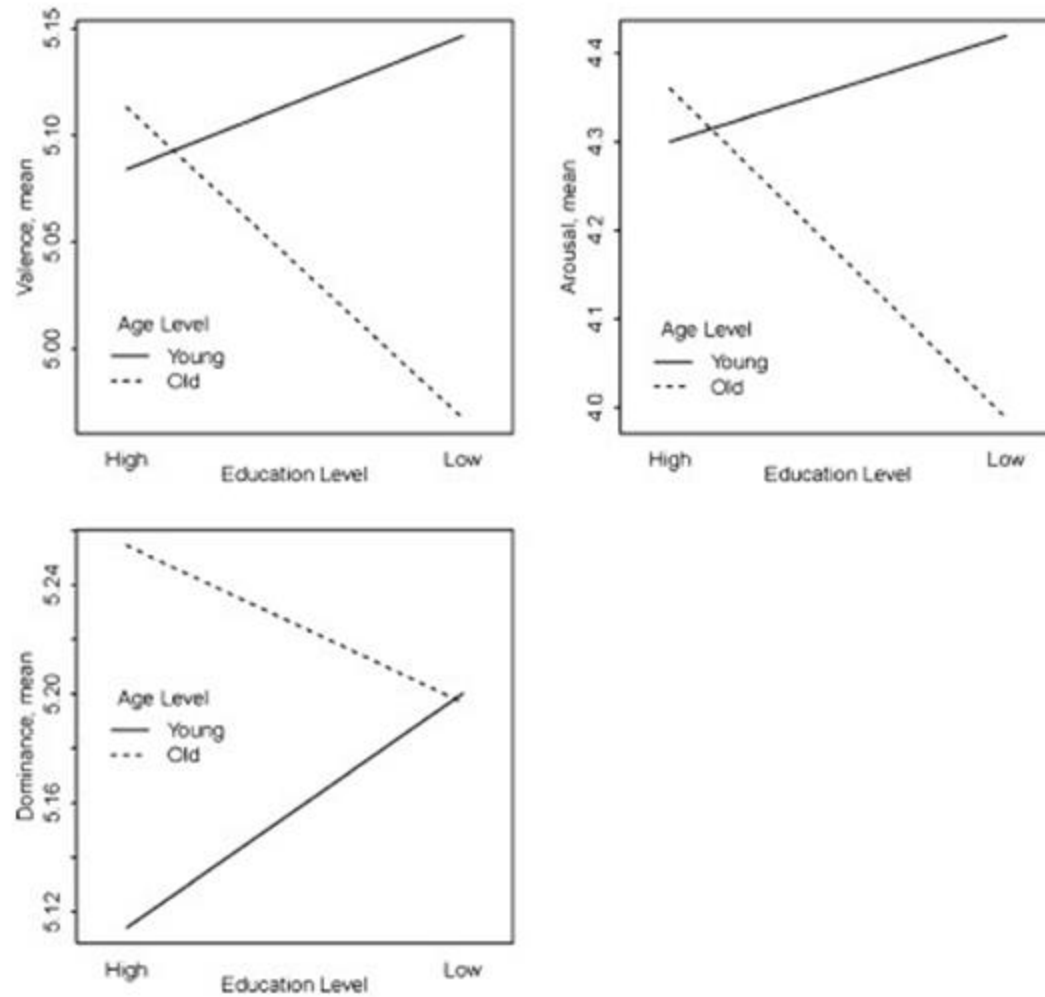 Valence, mean
5.15
5.10
5.05
5.00
Age Level
Young
Old
High
Low
Education Level
Arousal, mean
4.4
4.3
4.2
4.1
4.0
Age Level
Young
Old
High
Low
Education Level
Dominance, mean
5.24
5.20
5.16
5.12
Age Level
Young
Old
High
Low
Education Level